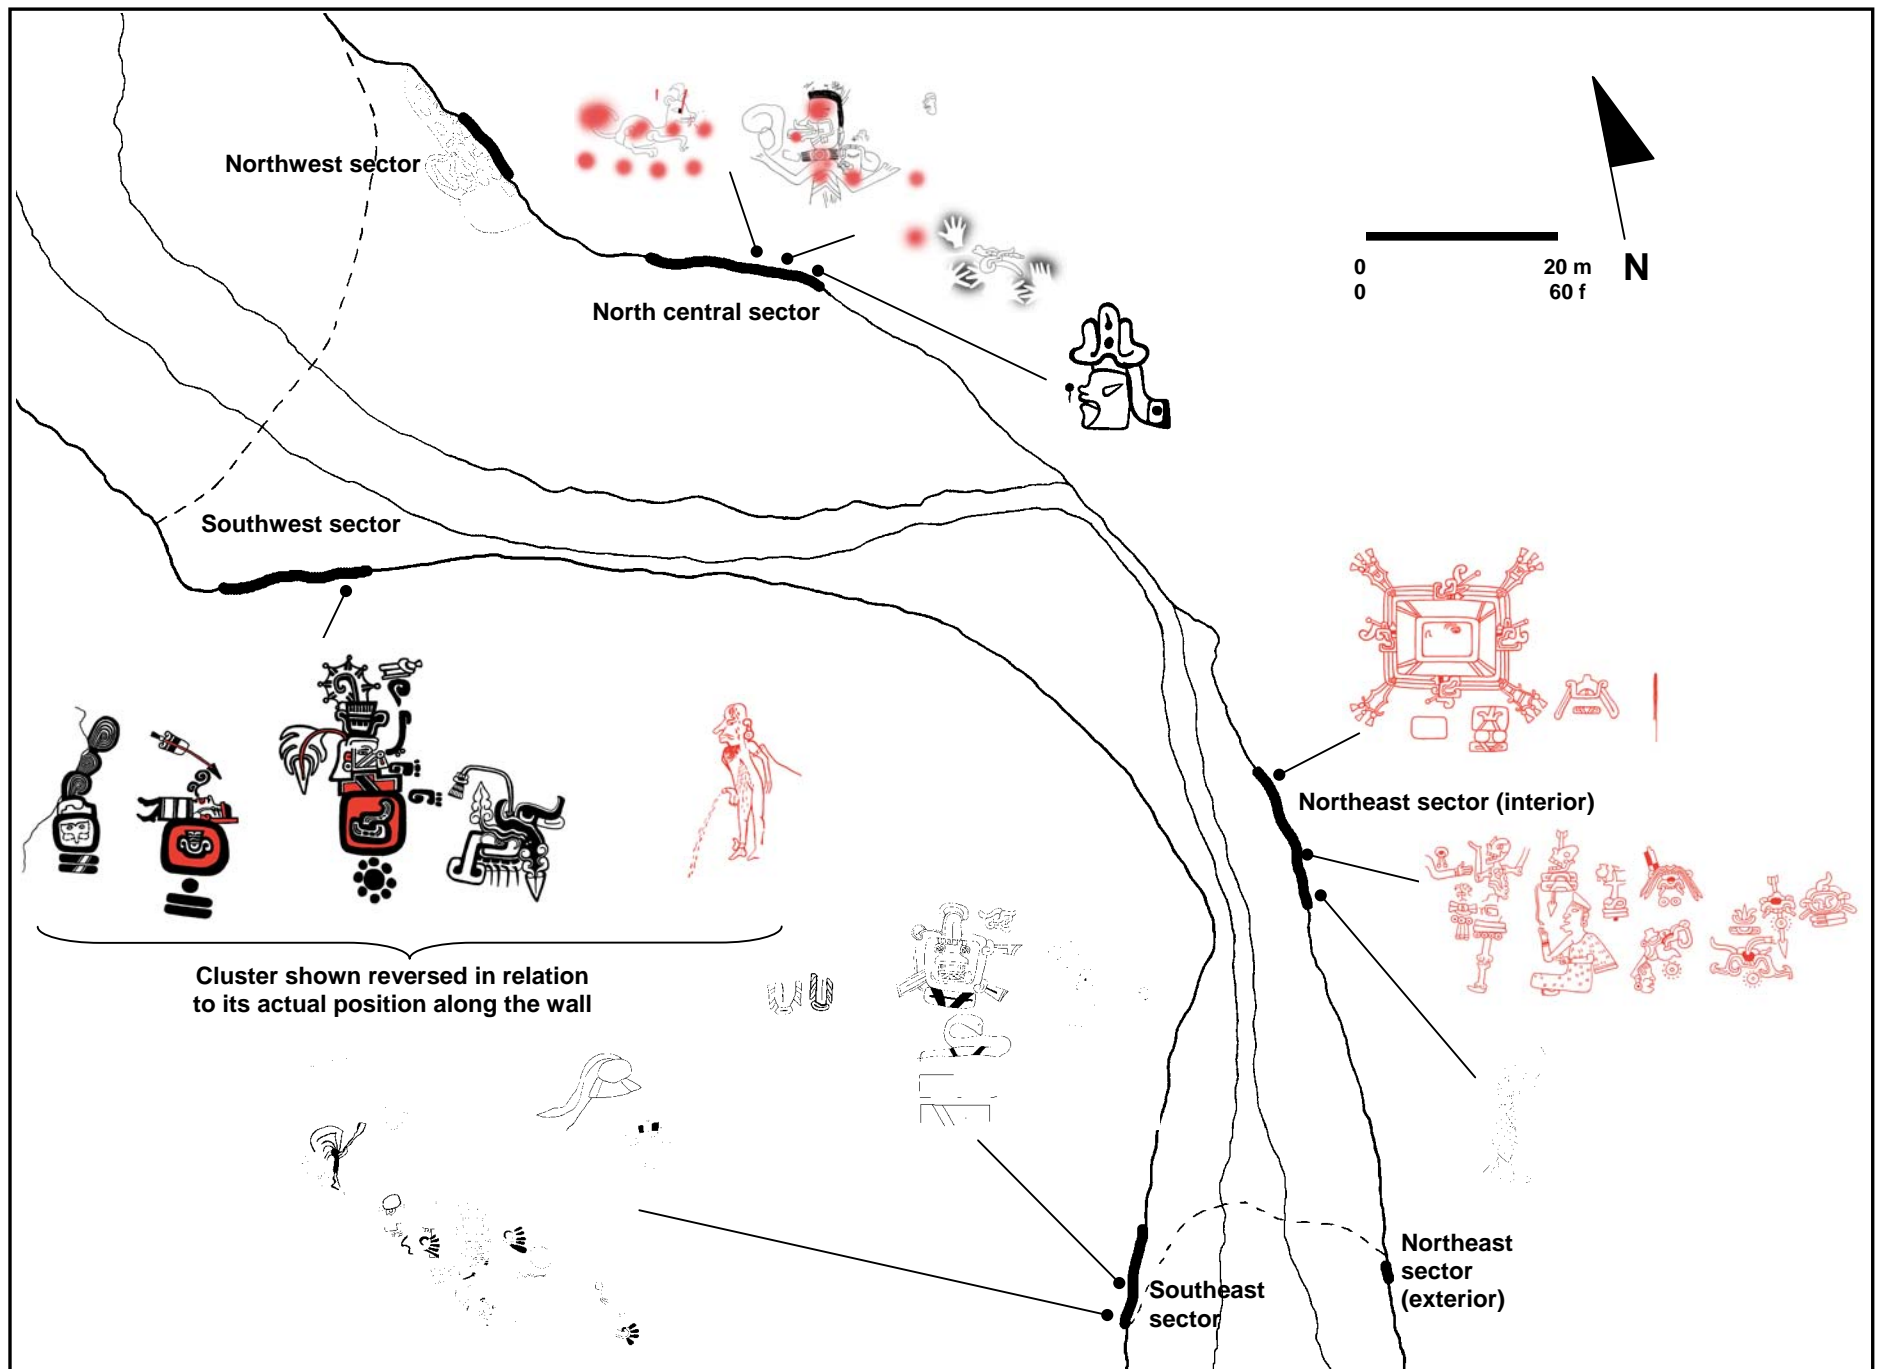 Northwest sector
North central sector
0 20 m
0 60 f
N
Southwest sector
Northeast sector (interior)
Cluster shown reversed in relation
to its actual position along the wall
Northeast
sector
(exterior)
Southeast
sector